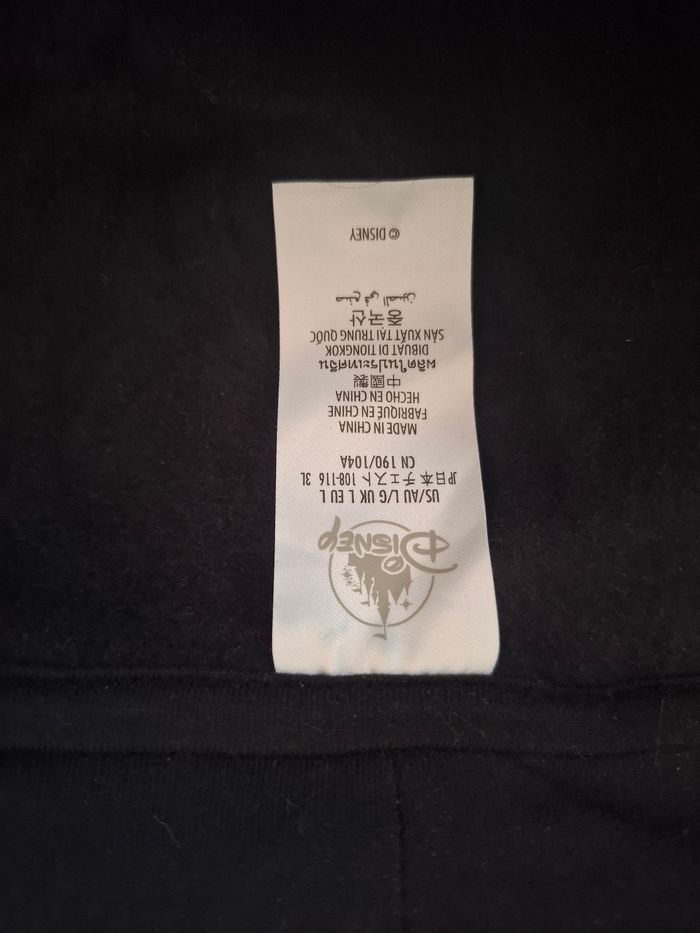 DISNEY
US/AU L/G UK L EU L
JP日本 チェスト 108-116 3L
CN 190/104A
MADE IN CHINA
FABRIQUÉ EN CHINE
HECHO EN CHINA
中國製
ผลิตในประเทศจีน
DIBUAT DI TIONGKOK
SẢN XUẤT TẠI TRUNG QUỐC
중국산
صنع في الصين
© DISNEY